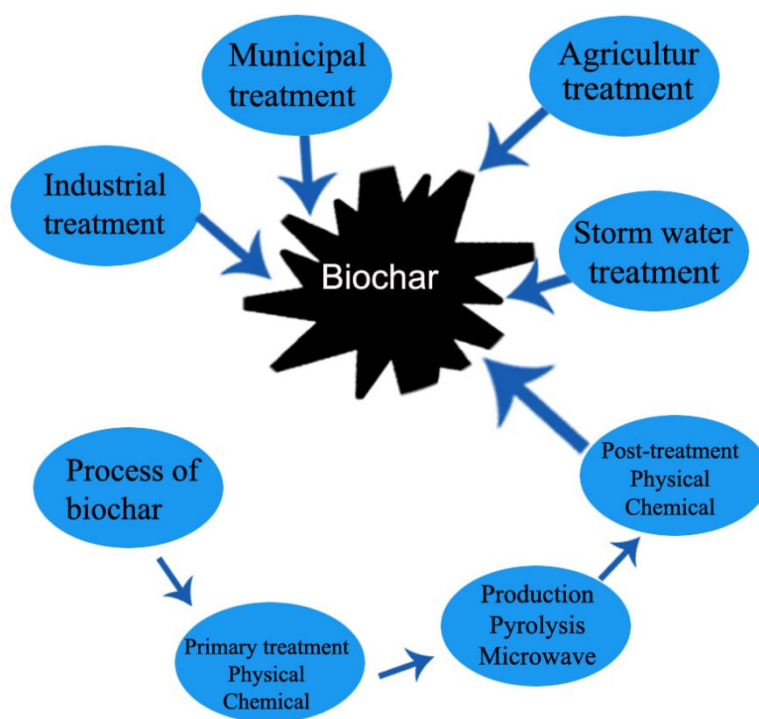 Municipal
treatment
Agricultur
treatment
Industrial
treatment
Storm water
treatment
Biochar
Process of
biochar
Primary treatment
Physical
Chemical
Production
Pyrolysis
Microwave
Post-treatment
Physical
Chemical